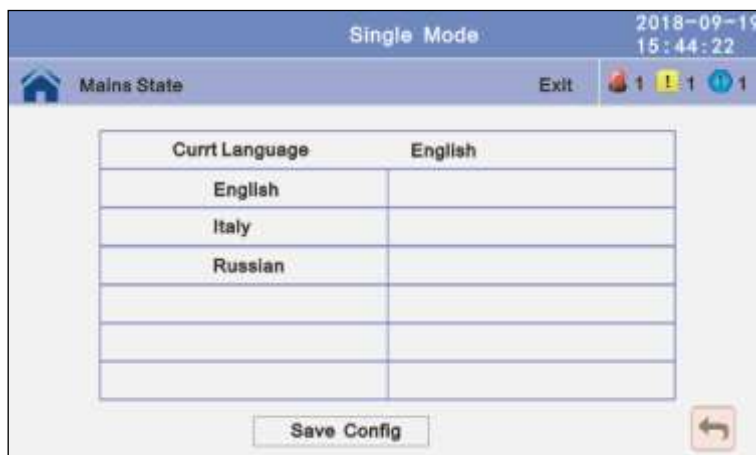 Single Mode
2018-09-19
15:44:22
Mains State Exit 1 ! 1 1
Currt Language English
English
Italy
Russian
Save Config